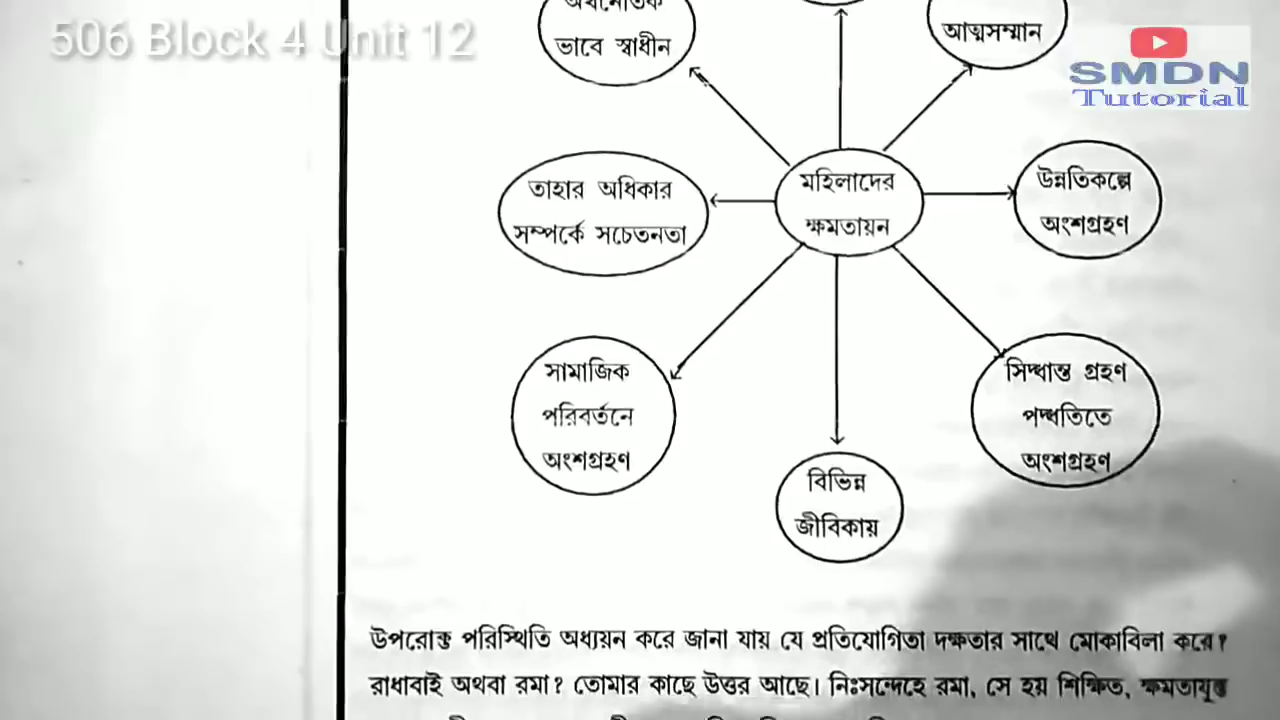 506 Block 4 Unit 12
SMDN
Tutorial
অর্থনৈতিক
ভাবে স্বাধীন
আত্মসম্মান
তাহার অধিকার
সম্পর্কে সচেতনতা
মহিলাদের
ক্ষমতায়ন
উন্নতিকল্পে
অংশগ্রহণ
সামাজিক
পরিবর্তনে
অংশগ্রহণ
বিভিন্ন
জীবিকায়
সিদ্ধান্ত গ্রহণ
পদ্ধতিতে
অংশগ্রহণ
উপরোক্ত পরিস্থিতি অধ্যয়ন করে জানা যায় যে প্রতিযোগিতা দক্ষতার সাথে মোকাবিলা করে?
রাধাবাই অথবা রমা? তোমার কাছে উত্তর আছে। নিঃসন্দেহে রমা, সে হয় শিক্ষিত, ক্ষমতাযুক্ত